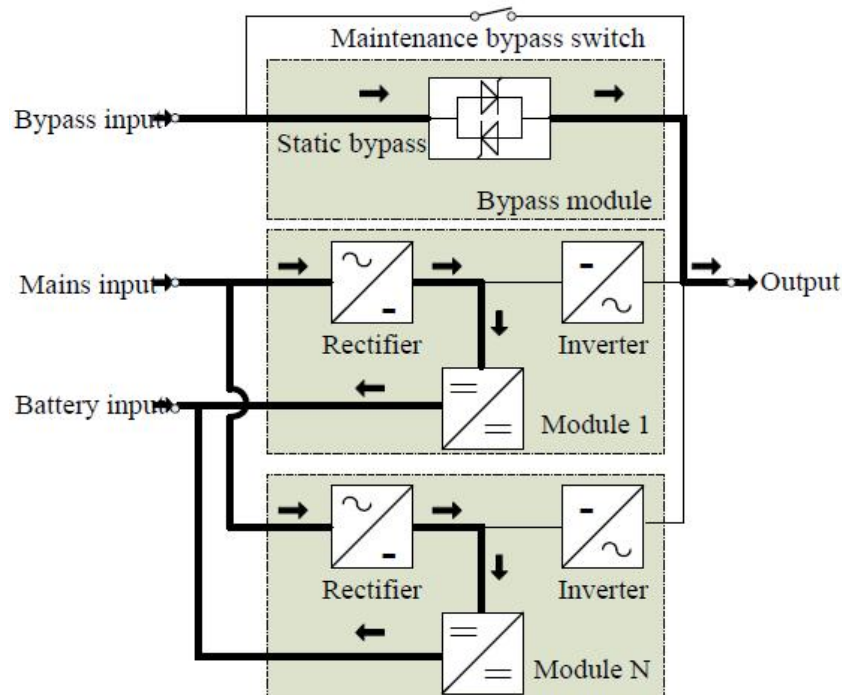 Maintenance bypass switch
Bypass input
Static bypass
Bypass module
Mains input
Output
Rectifier
Inverter
Battery input
Module 1
Rectifier
Inverter
Module N